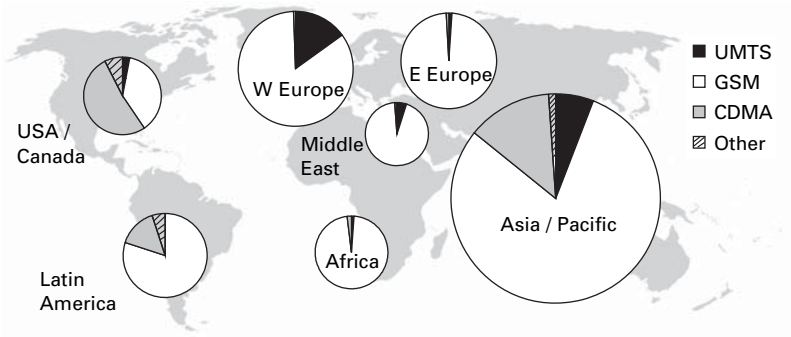 W Europe
E Europe
UMTS
GSM
CDMA
Other
USA /
Canada
Middle
East
Asia / Pacific
Africa
Latin
America